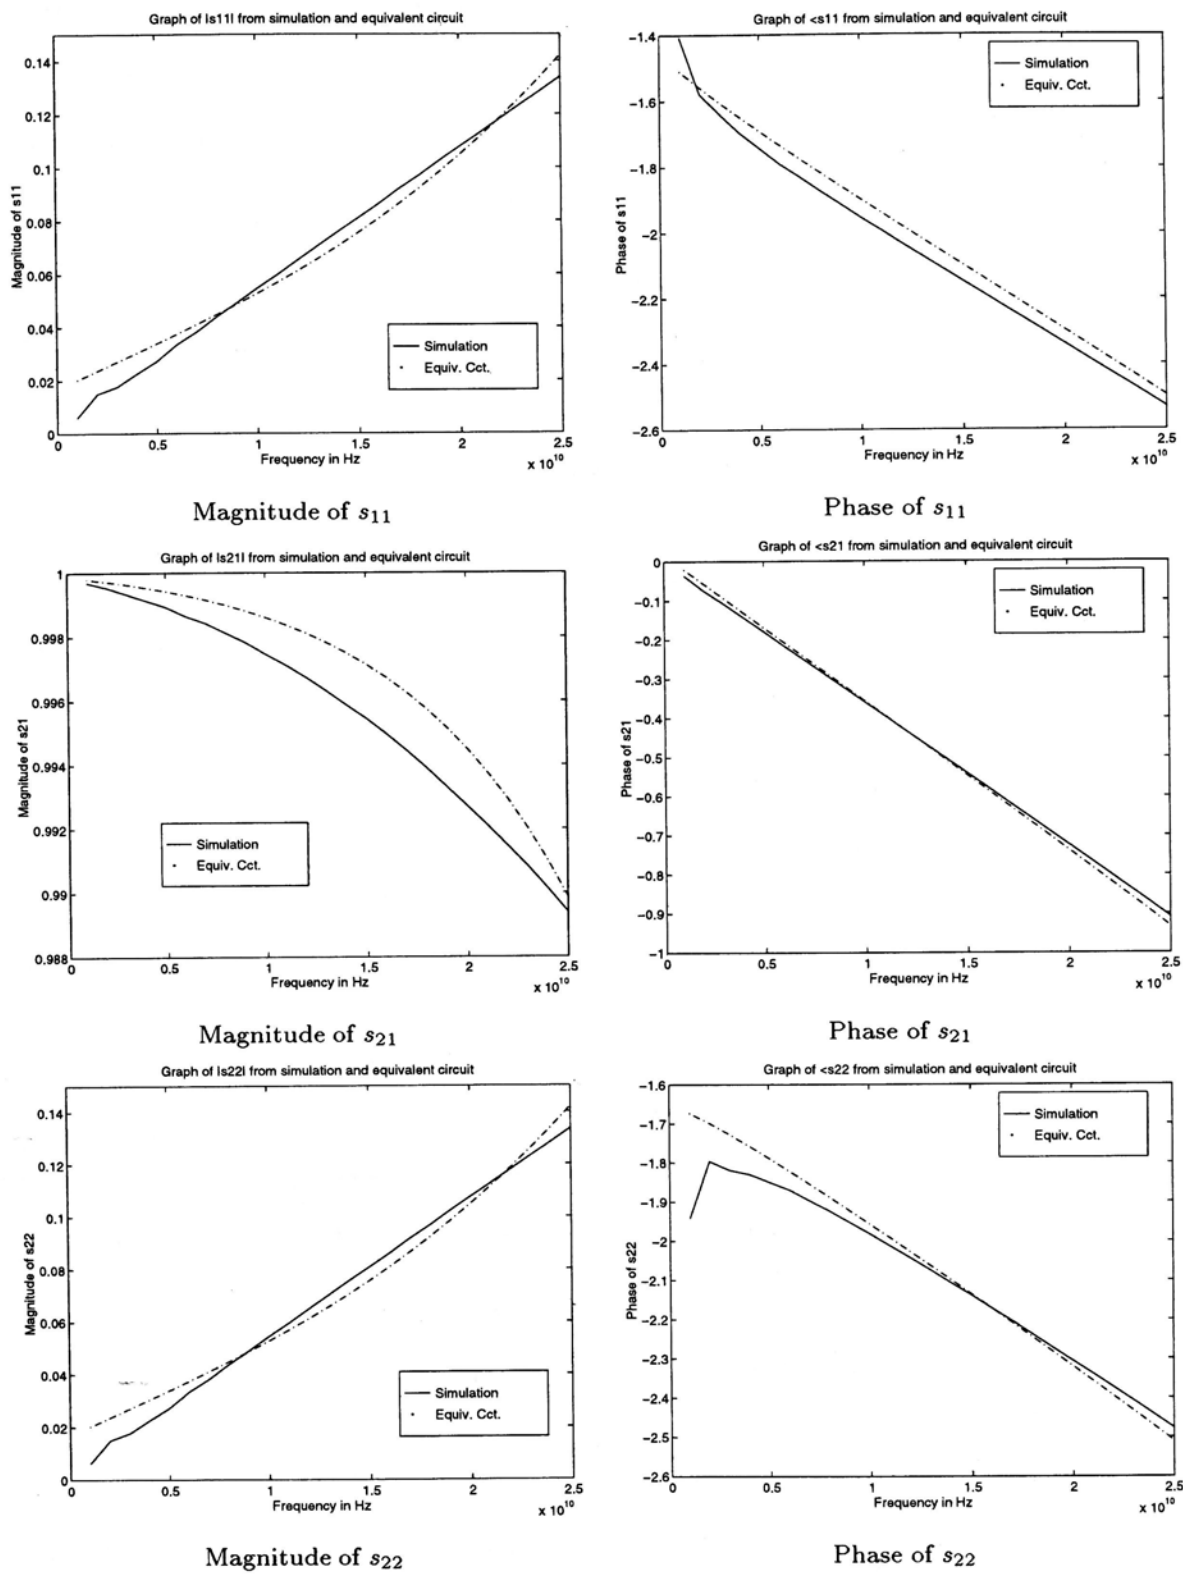 Graph of |s11| from simulation and equivalent circuit
0.14
0.12
0.1
0.08
0.06
0.04
0.02
0
Magnitude of s11
Simulation
Equiv. Cct.
0 0.5 1 1.5 2 2.5
Frequency in Hz
x 10^10
Magnitude of s11
Graph of <s11 from simulation and equivalent circuit
−1.4
−1.6
−1.8
−2
−2.2
−2.4
−2.6
Phase of s11
Simulation
Equiv. Cct.
0 0.5 1 1.5 2 2.5
Frequency in Hz
x 10^10
Phase of s11
Graph of |s21| from simulation and equivalent circuit
1
0.998
0.996
0.994
0.992
0.99
0.988
Magnitude of s21
Simulation
Equiv. Cct.
0 0.5 1 1.5 2 2.5
Frequency in Hz
x 10^10
Magnitude of s21
Graph of <s21 from simulation and equivalent circuit
0
−0.1
−0.2
−0.3
−0.4
−0.5
−0.6
−0.7
−0.8
−0.9
−1
Phase of s21
Simulation
Equiv. Cct.
0 0.5 1 1.5 2 2.5
Frequency in Hz
x 10^10
Phase of s21
Graph of |s22| from simulation and equivalent circuit
0.14
0.12
0.1
0.08
0.06
0.04
0.02
0
Magnitude of s22
Simulation
Equiv. Cct.
0 0.5 1 1.5 2 2.5
Frequency in Hz
x 10^10
Magnitude of s22
Graph of <s22 from simulation and equivalent circuit
−1.6
−1.7
−1.8
−1.9
−2
−2.1
−2.2
−2.3
−2.4
−2.5
−2.6
Phase of s22
Simulation
Equiv. Cct.
0 0.5 1 1.5 2 2.5
Frequency in Hz
x 10^10
Phase of s22